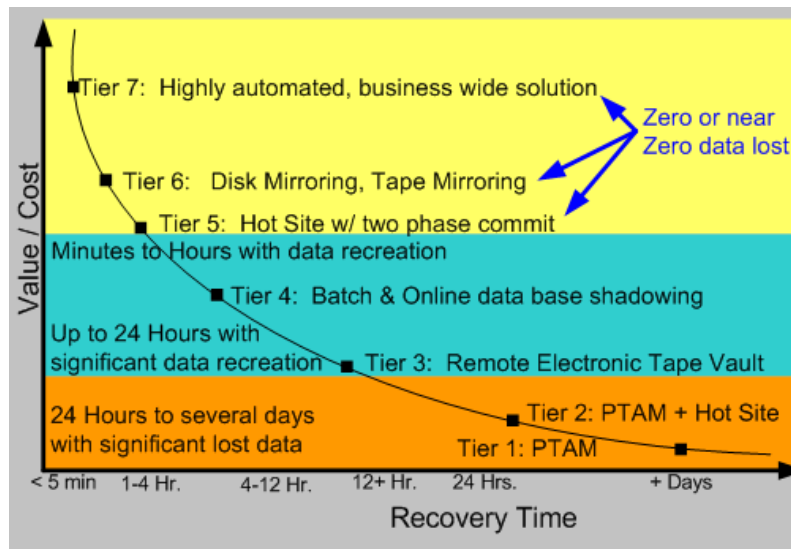 Tier 7: Highly automated, business wide solution
Zero or near
Zero data lost
Tier 6: Disk Mirroring, Tape Mirroring
Tier 5: Hot Site w/ two phase commit
Value / Cost
Minutes to Hours with data recreation
Tier 4: Batch & Online data base shadowing
Up to 24 Hours with
significant data recreation
Tier 3: Remote Electronic Tape Vault
24 Hours to several days
with significant lost data
Tier 2: PTAM + Hot Site
Tier 1: PTAM
< 5 min
1-4 Hr.
4-12 Hr.
12+ Hr.
24 Hrs.
+ Days
Recovery Time